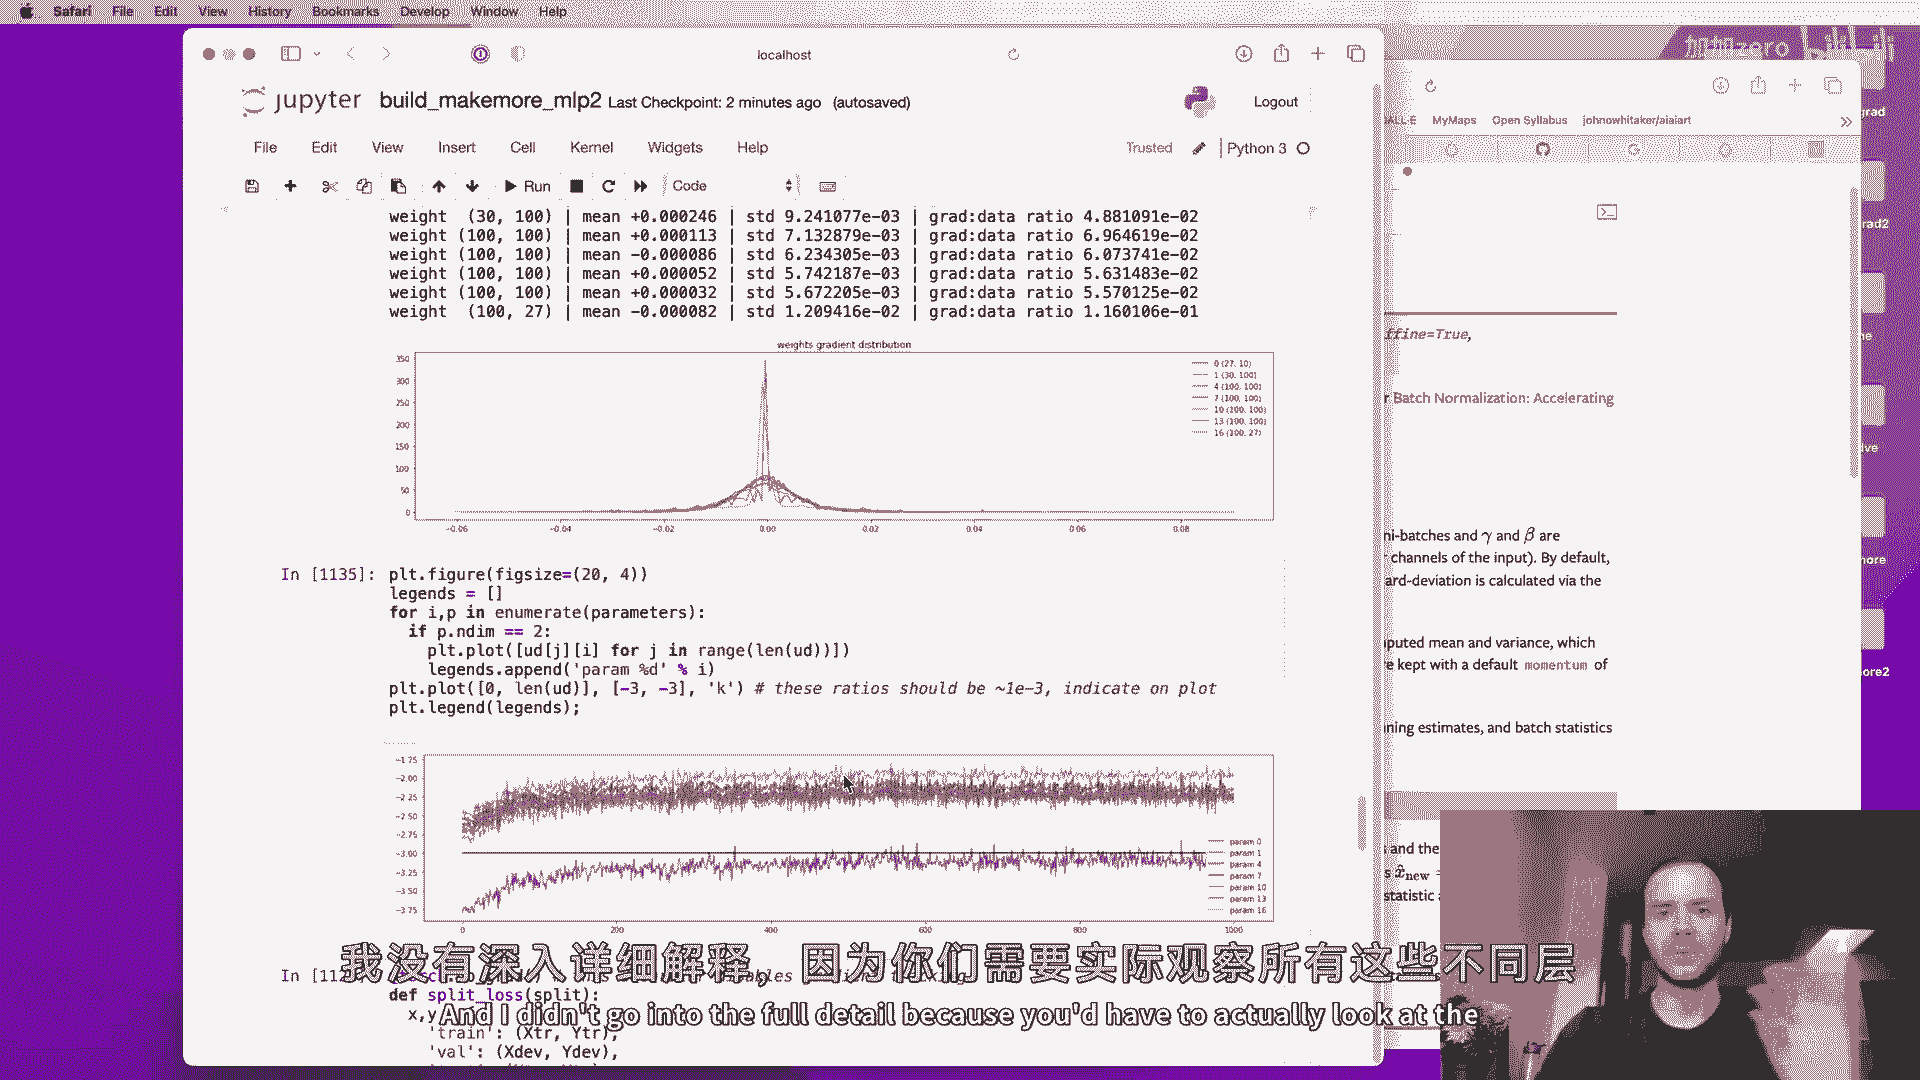 Safari File Edit View History Bookmarks Develop Window Help
加加zero bilibili
localhost
jupyter build_makemore_mlp2 Last Checkpoint: 2 minutes ago (autosaved)
Logout
File Edit View Insert Cell Kernel Widgets Help
Trusted Python 3
Run Code
weight (30, 100) | mean +0.000246 | std 9.241077e-03 | grad:data ratio 4.881091e-02
weight (100, 100) | mean +0.000113 | std 7.132879e-03 | grad:data ratio 6.964619e-02
weight (100, 100) | mean -0.000086 | std 6.234305e-03 | grad:data ratio 6.073741e-02
weight (100, 100) | mean +0.000052 | std 5.742187e-03 | grad:data ratio 5.631483e-02
weight (100, 100) | mean +0.000032 | std 5.672205e-03 | grad:data ratio 5.570125e-02
weight (100, 27) | mean -0.000082 | std 1.209416e-02 | grad:data ratio 1.160106e-01
weights gradient distribution
350
300
250
200
150
100
50
0
-0.06 -0.04 -0.02 0.00 0.02 0.04 0.06 0.08
0 (27, 10)
1 (30, 100)
4 (100, 100)
7 (100, 100)
10 (100, 100)
13 (100, 100)
16 (100, 27)
In [1135]: plt.figure(figsize=(20, 4))
legends = []
for i,p in enumerate(parameters):
if p.ndim == 2:
plt.plot([ud[j][i] for j in range(len(ud))])
legends.append('param %d' % i)
plt.plot([0, len(ud)], [-3, -3], 'k') # these ratios should be ~1e-3, indicate on plot
plt.legend(legends);
-1.75
-2.00
-2.25
-2.50
-2.75
-3.00
-3.25
-3.50
-3.75
0 200 400 600 800 1000
param 0
param 1
param 4
param 7
param 10
param 13
param 16
def split_loss(split):
x,y
'train': (Xtr, Ytr),
'val': (Xdev, Ydev),
MyMaps Open Syllabus johnowhitaker/aiaiart
ffine=True,
r Batch Normalization: Accelerating
ni-batches and γ and β are
channels of the input). By default,
ard-deviation is calculated via the
puted mean and variance, which
e kept with a default momentum of
ning estimates, and batch statistics
and the
s x̂new =
statistic
rad
rad2
ne
ive
nore
ore2
我没有深入详细解释，因为你们需要实际观察所有这些不同层
And I didn't go into the full detail because you'd have to actually look at the